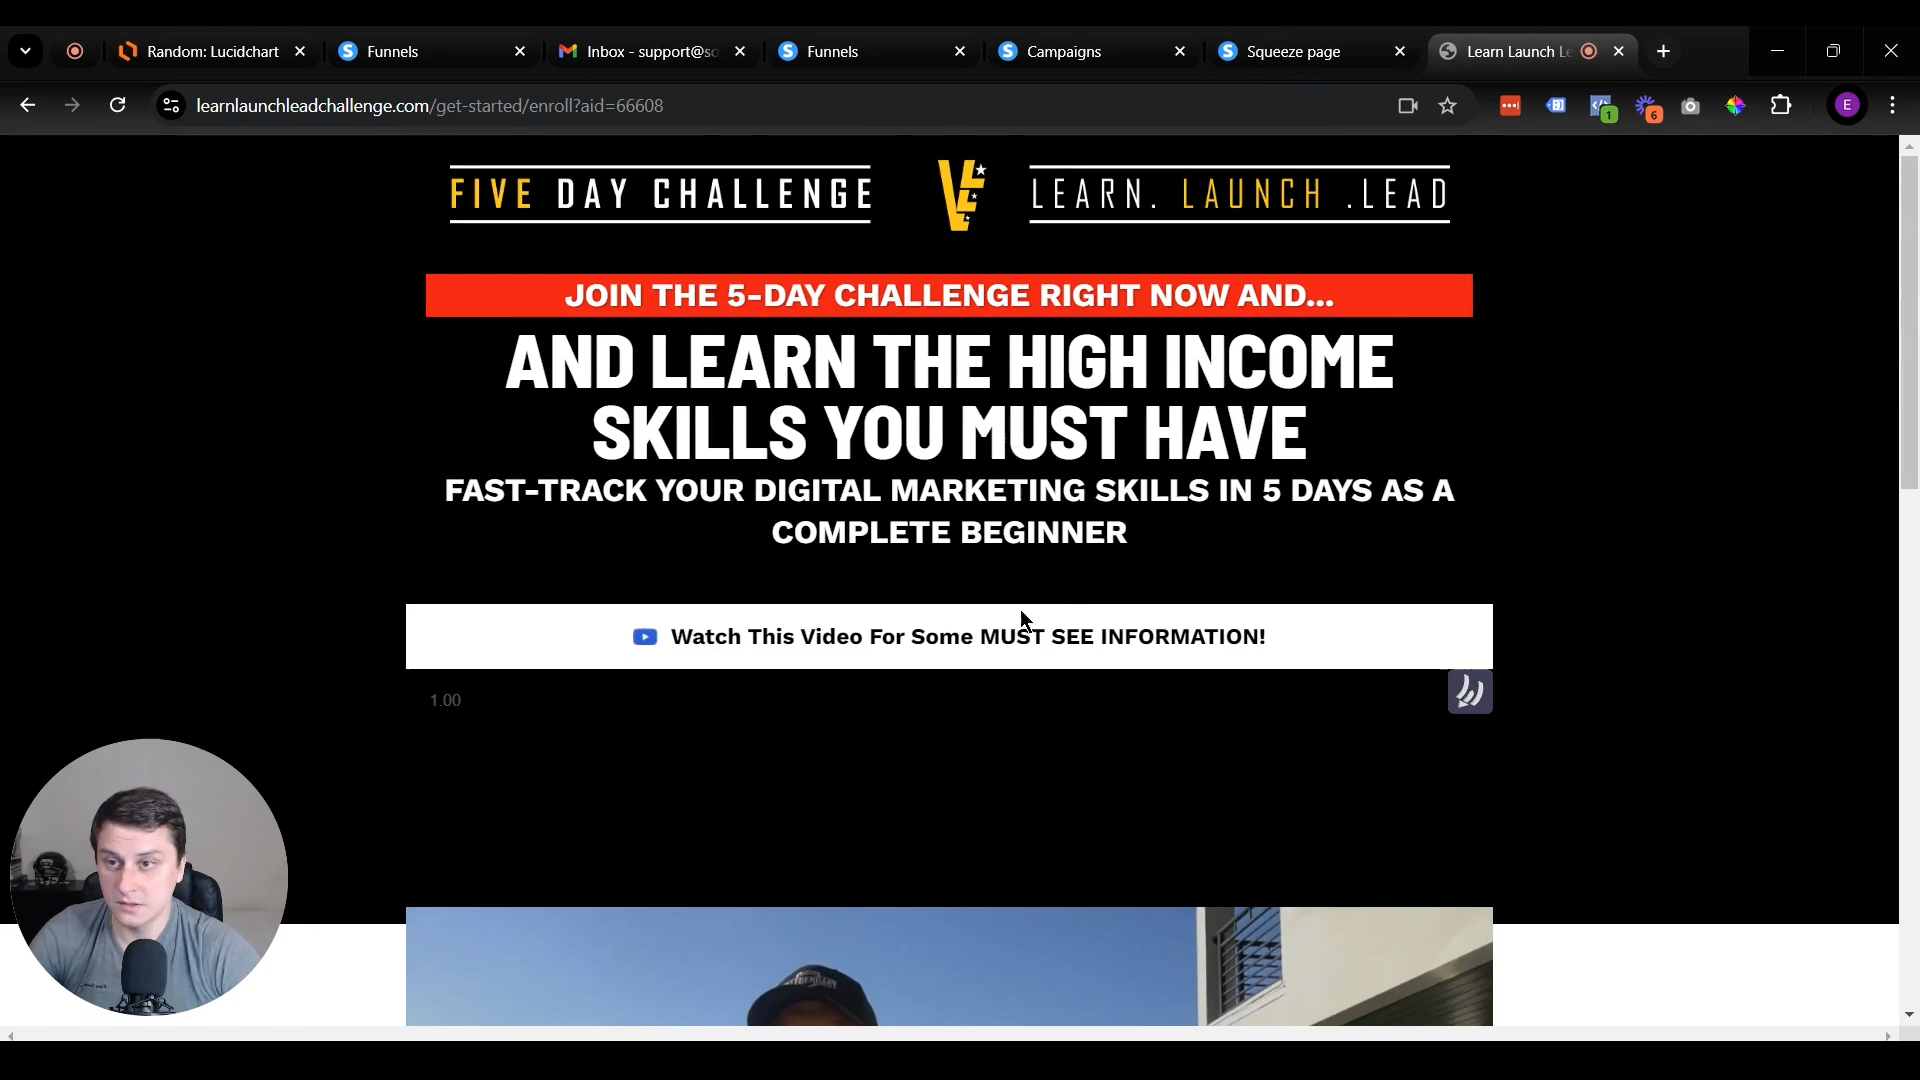 Random: Lucidchart
Funnels
Inbox - support@so
Funnels
Campaigns
Squeeze page
Learn Launch Le
learnlaunchleadchallenge.com/get-started/enroll?aid=66608
1
6
E
FIVE DAY CHALLENGE
LEARN. LAUNCH .LEAD
JOIN THE 5-DAY CHALLENGE RIGHT NOW AND...
AND LEARN THE HIGH INCOME
SKILLS YOU MUST HAVE
FAST-TRACK YOUR DIGITAL MARKETING SKILLS IN 5 DAYS AS A
COMPLETE BEGINNER
Watch This Video For Some MUST SEE INFORMATION!
1.00